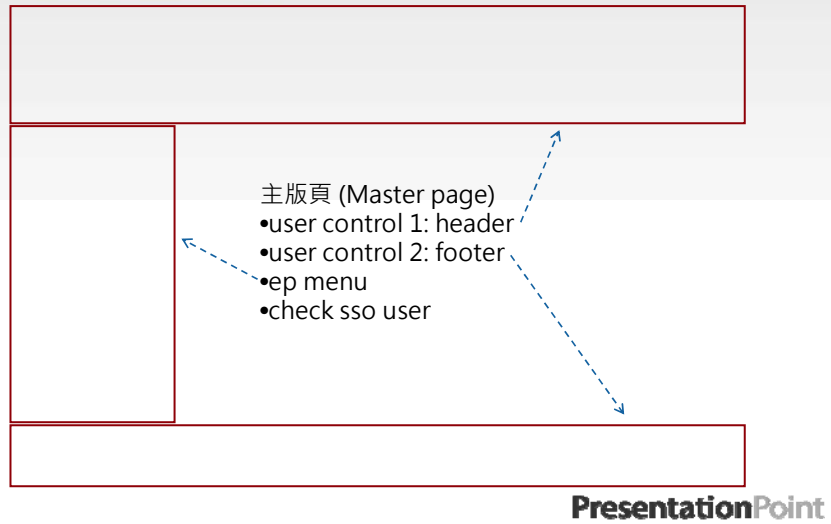 主版頁 (Master page)
•user control 1: header
•user control 2: footer
•ep menu
•check sso user
PresentationPoint